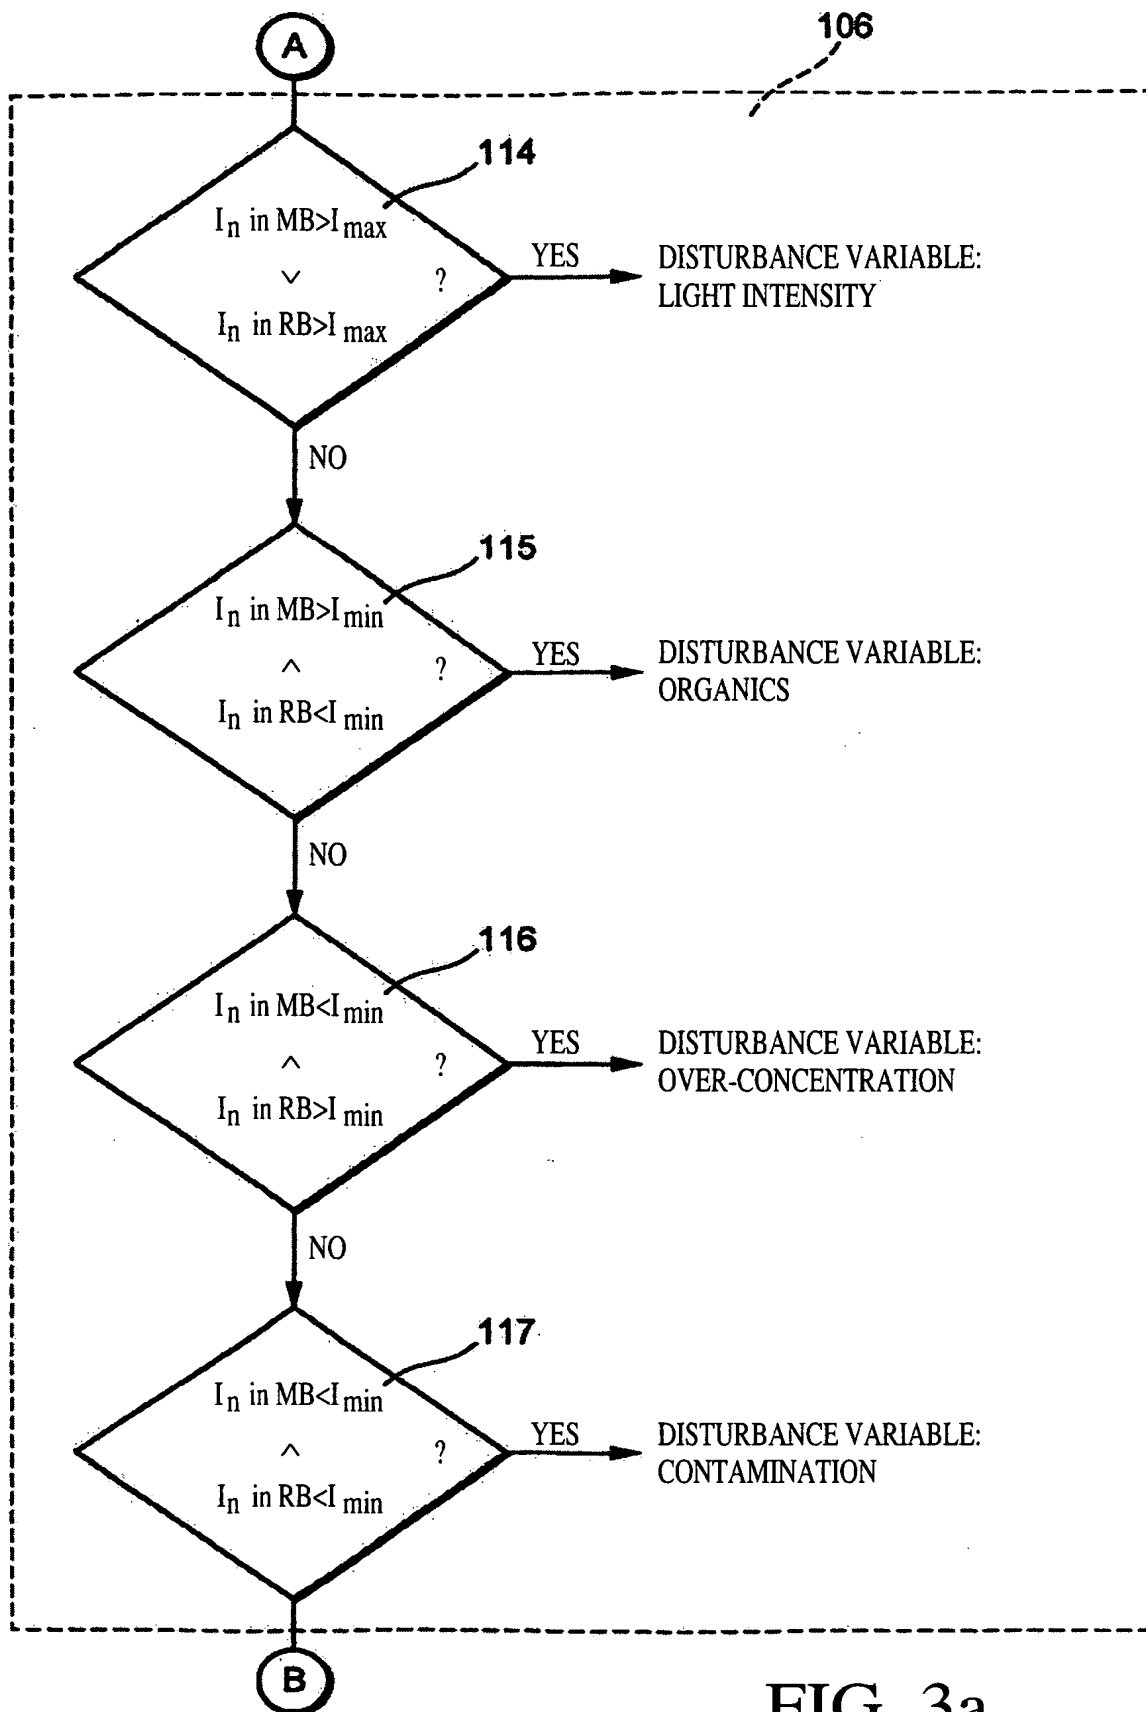 A
106
114
I_n in MB>I_max
∨ ?
I_n in RB>I_max
YES
DISTURBANCE VARIABLE:
LIGHT INTENSITY
NO
115
I_n in MB>I_min
∧ ?
I_n in RB<I_min
YES
DISTURBANCE VARIABLE:
ORGANICS
NO
116
I_n in MB<I_min
∧ ?
I_n in RB>I_min
YES
DISTURBANCE VARIABLE:
OVER-CONCENTRATION
NO
117
I_n in MB<I_min
∧ ?
I_n in RB<I_min
YES
DISTURBANCE VARIABLE:
CONTAMINATION
B
FIG. 3a